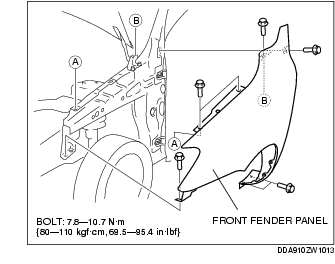 B
A
A
B
BOLT: 7.8—10.7 N·m
{80—110 kgf·cm, 69.5—95.4 in·lbf}
FRONT FENDER PANEL
DDA910ZW1013